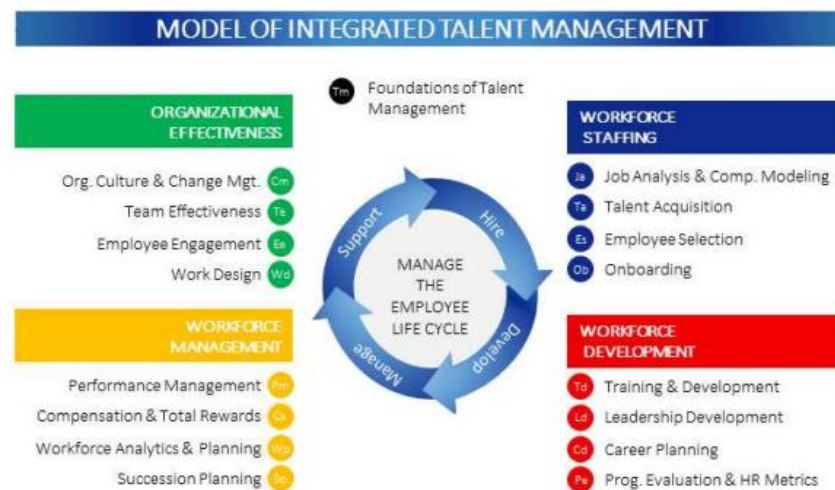 MODEL OF INTEGRATED TALENT MANAGEMENT
Tm
Foundations of Talent
Management
ORGANIZATIONAL
EFFECTIVENESS
Org. Culture & Change Mgt. Cm
Team Effectiveness Te
Employee Engagement Ee
Work Design Wd
WORKFORCE
STAFFING
Ja Job Analysis & Comp. Modeling
Ta Talent Acquisition
Es Employee Selection
Ob Onboarding
Support
Hire
Develop
Manage
MANAGE
THE
EMPLOYEE
LIFE CYCLE
WORKFORCE
MANAGEMENT
Performance Management Pm
Compensation & Total Rewards
Workforce Analytics & Planning Wp
Succession Planning Sp
WORKFORCE
DEVELOPMENT
Td Training & Development
Ld Leadership Development
Cd Career Planning
Pe Prog. Evaluation & HR Metrics